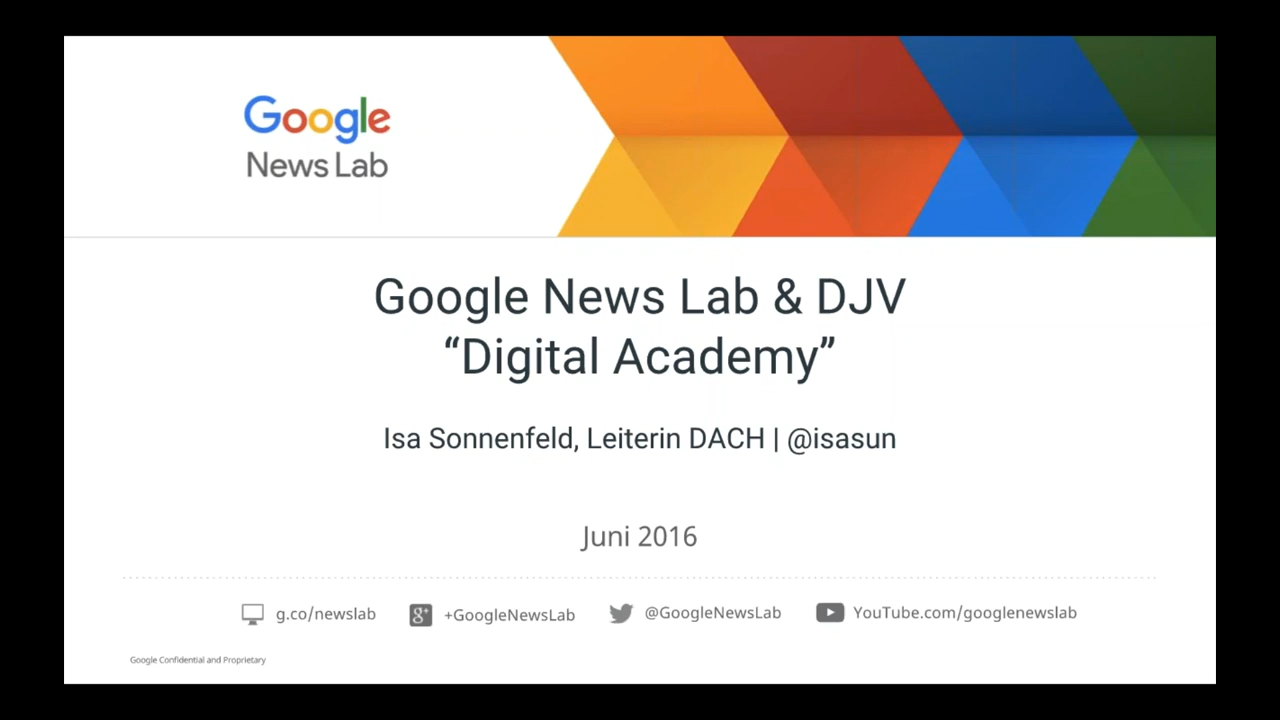 Google
News Lab
Google News Lab & DJV
“Digital Academy”
Isa Sonnenfeld, Leiterin DACH | @isasun
Juni 2016
g.co/newslab
g+ +GoogleNewsLab
@GoogleNewsLab
YouTube.com/googlenewslab
Google Confidential and Proprietary